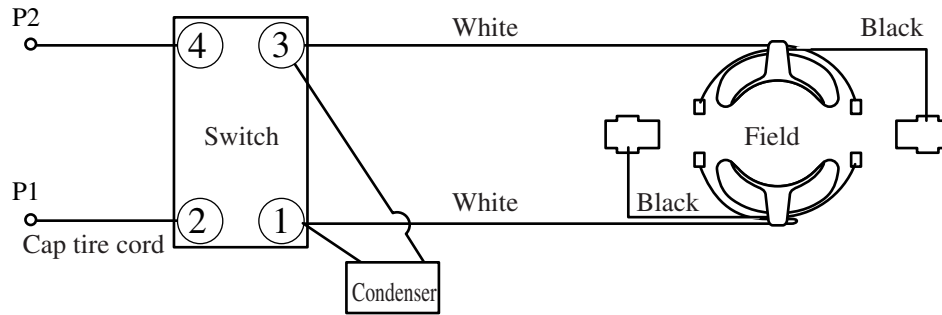 P2
4
3
White
Black
Switch
Field
P1
2
1
White
Black
Cap tire cord
Condenser